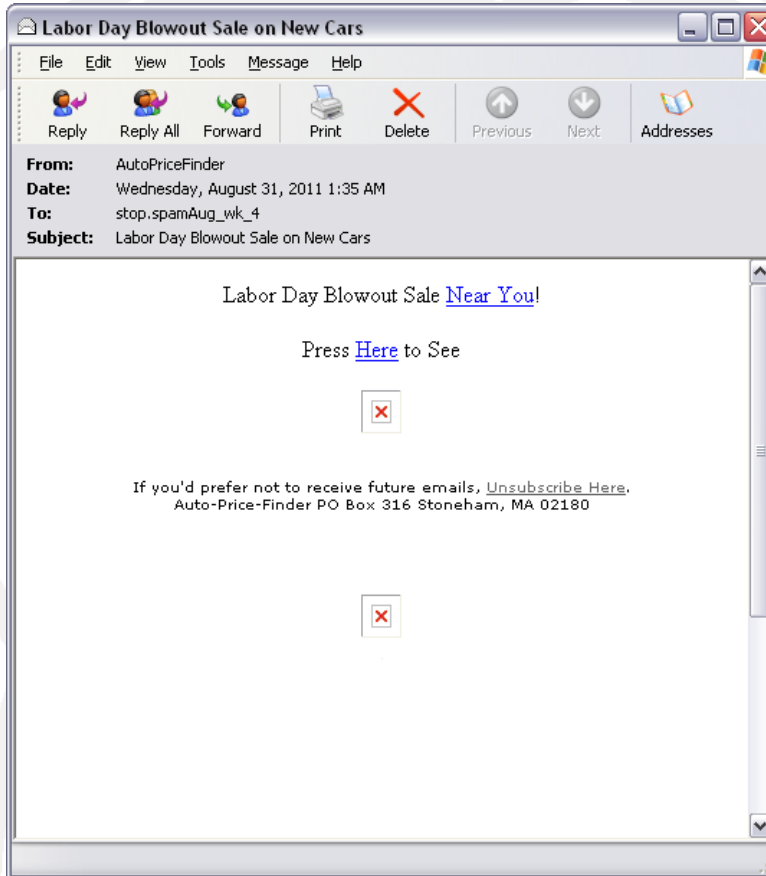 Labor Day Blowout Sale on New Cars
File Edit View Tools Message Help
Reply Reply All Forward Print Delete Previous Next Addresses
From: AutoPriceFinder
Date: Wednesday, August 31, 2011 1:35 AM
To: stop.spamAug_wk_4
Subject: Labor Day Blowout Sale on New Cars
Labor Day Blowout Sale Near You!
Press Here to See
If you'd prefer not to receive future emails, Unsubscribe Here.
Auto-Price-Finder PO Box 316 Stoneham, MA 02180